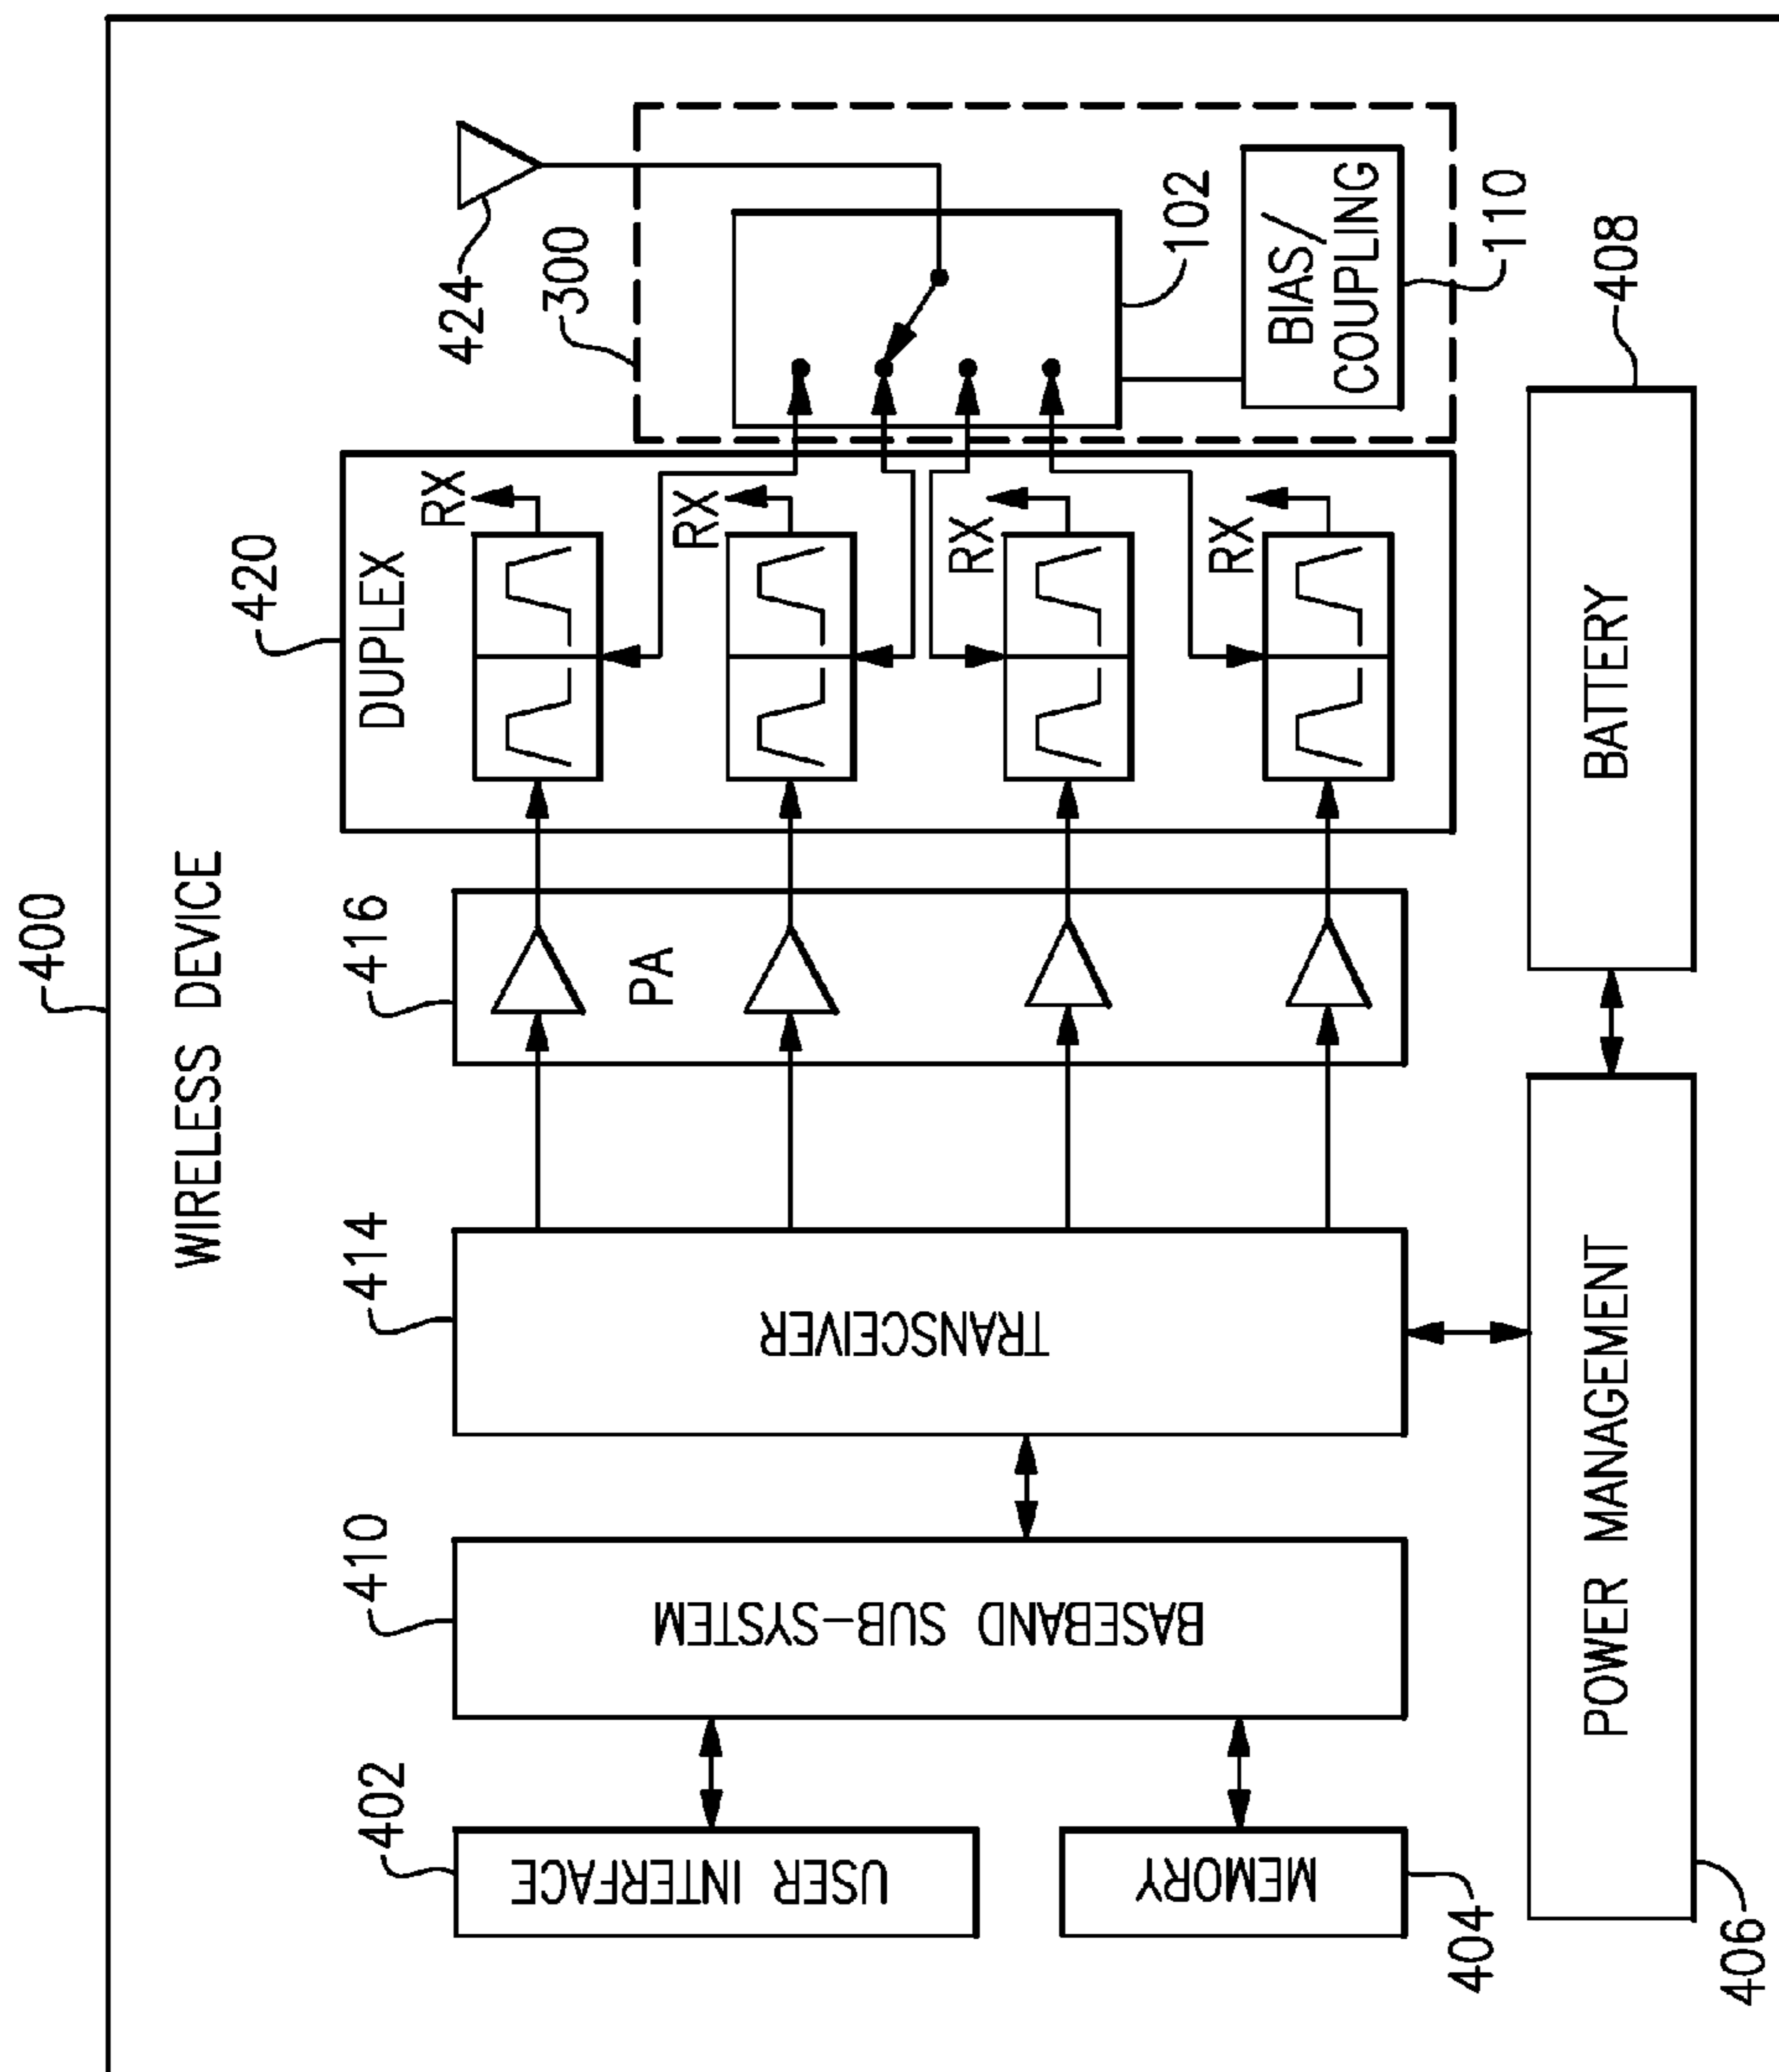 400
WIRELESS DEVICE
402
USER INTERFACE
MEMORY
404
410
BASEBAND SUB-SYSTEM
414
TRANSCEIVER
416
PA
420
DUPLEX
RX
RX
RX
RX
424
300
102
BIAS/
COUPLING
110
POWER MANAGEMENT
406
BATTERY
408